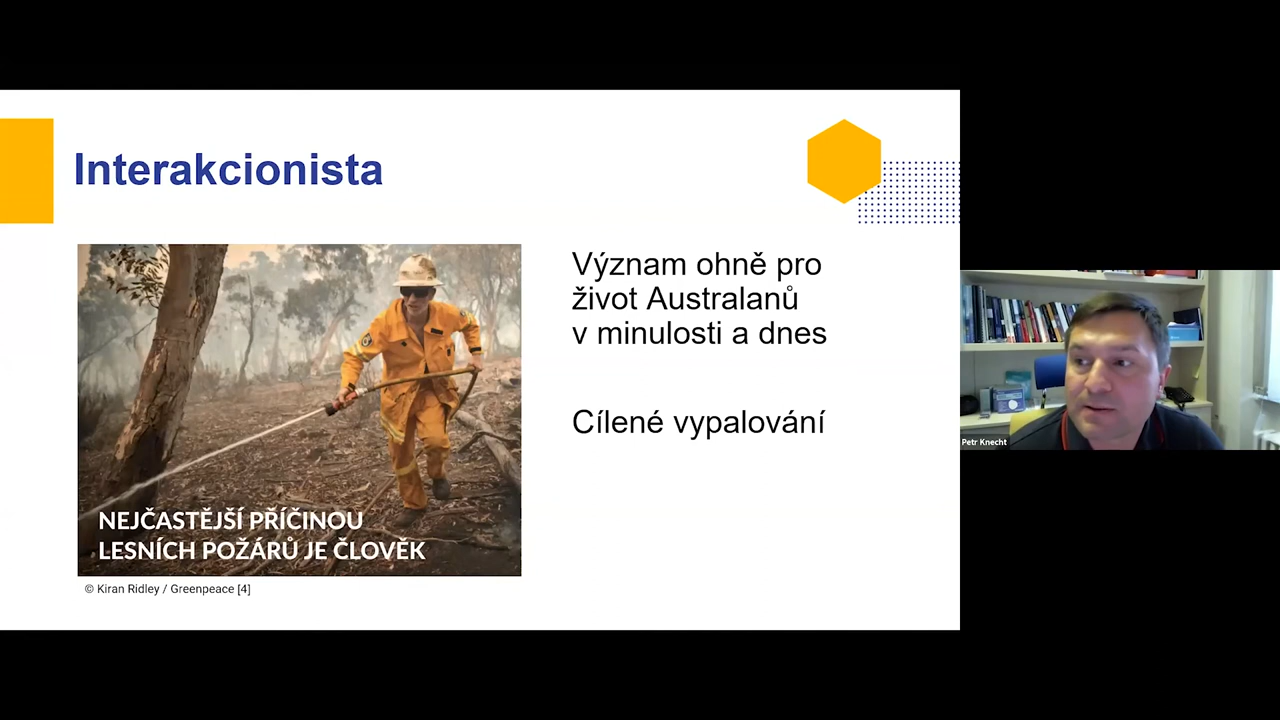 Interakcionista
Význam ohně pro
život Australanů
v minulosti a dnes
Cílené vypalování
NEJČASTĚJŠÍ PŘÍČINOU
LESNÍCH POŽÁRŮ JE ČLOVĚK
© Kiran Ridley / Greenpeace [4]
Petr Knecht